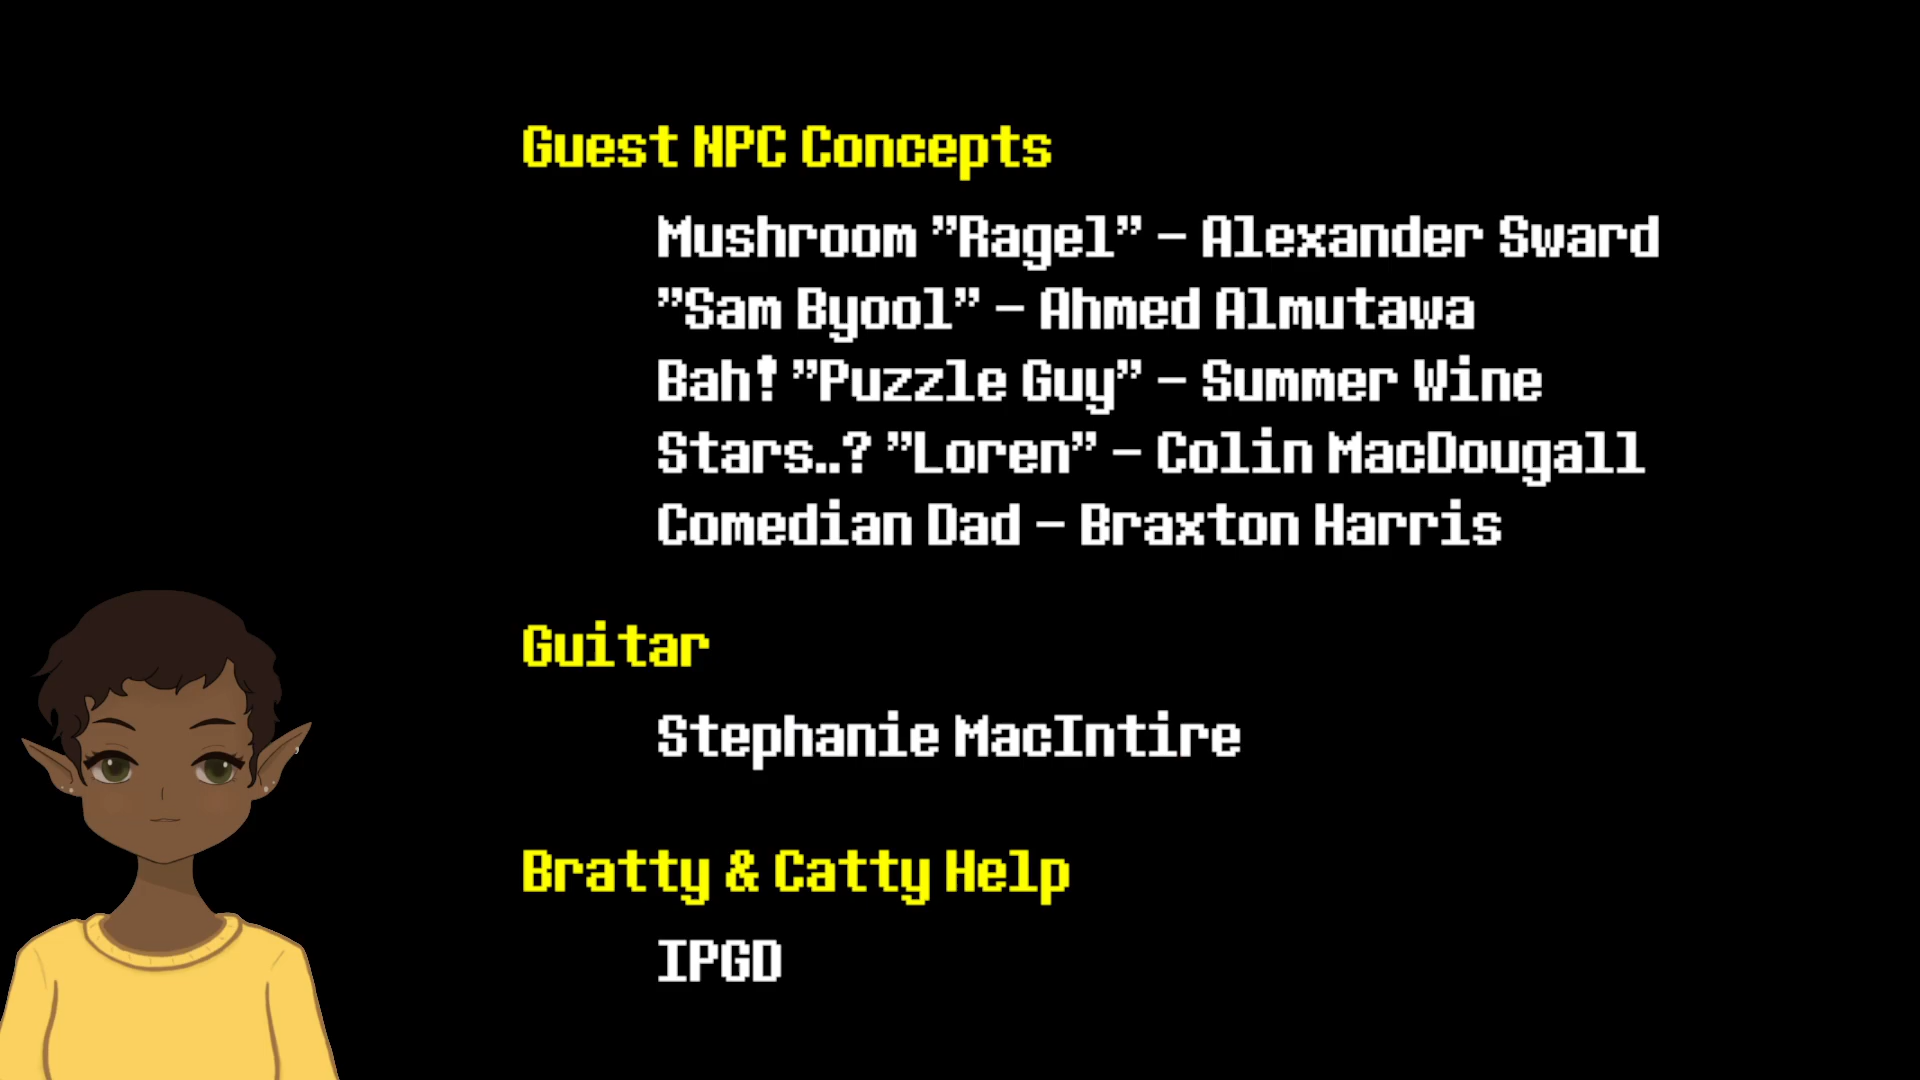 Guest NPC Concepts
Mushroom "Ragel" - Alexander Sward
"Sam Byool" - Ahmed Almutawa
Bah! "Puzzle Guy" - Summer Wine
Stars..? "Loren" - Colin MacDougall
Comedian Dad - Braxton Harris
Guitar
Stephanie MacIntire
Bratty & Catty Help
IPGD